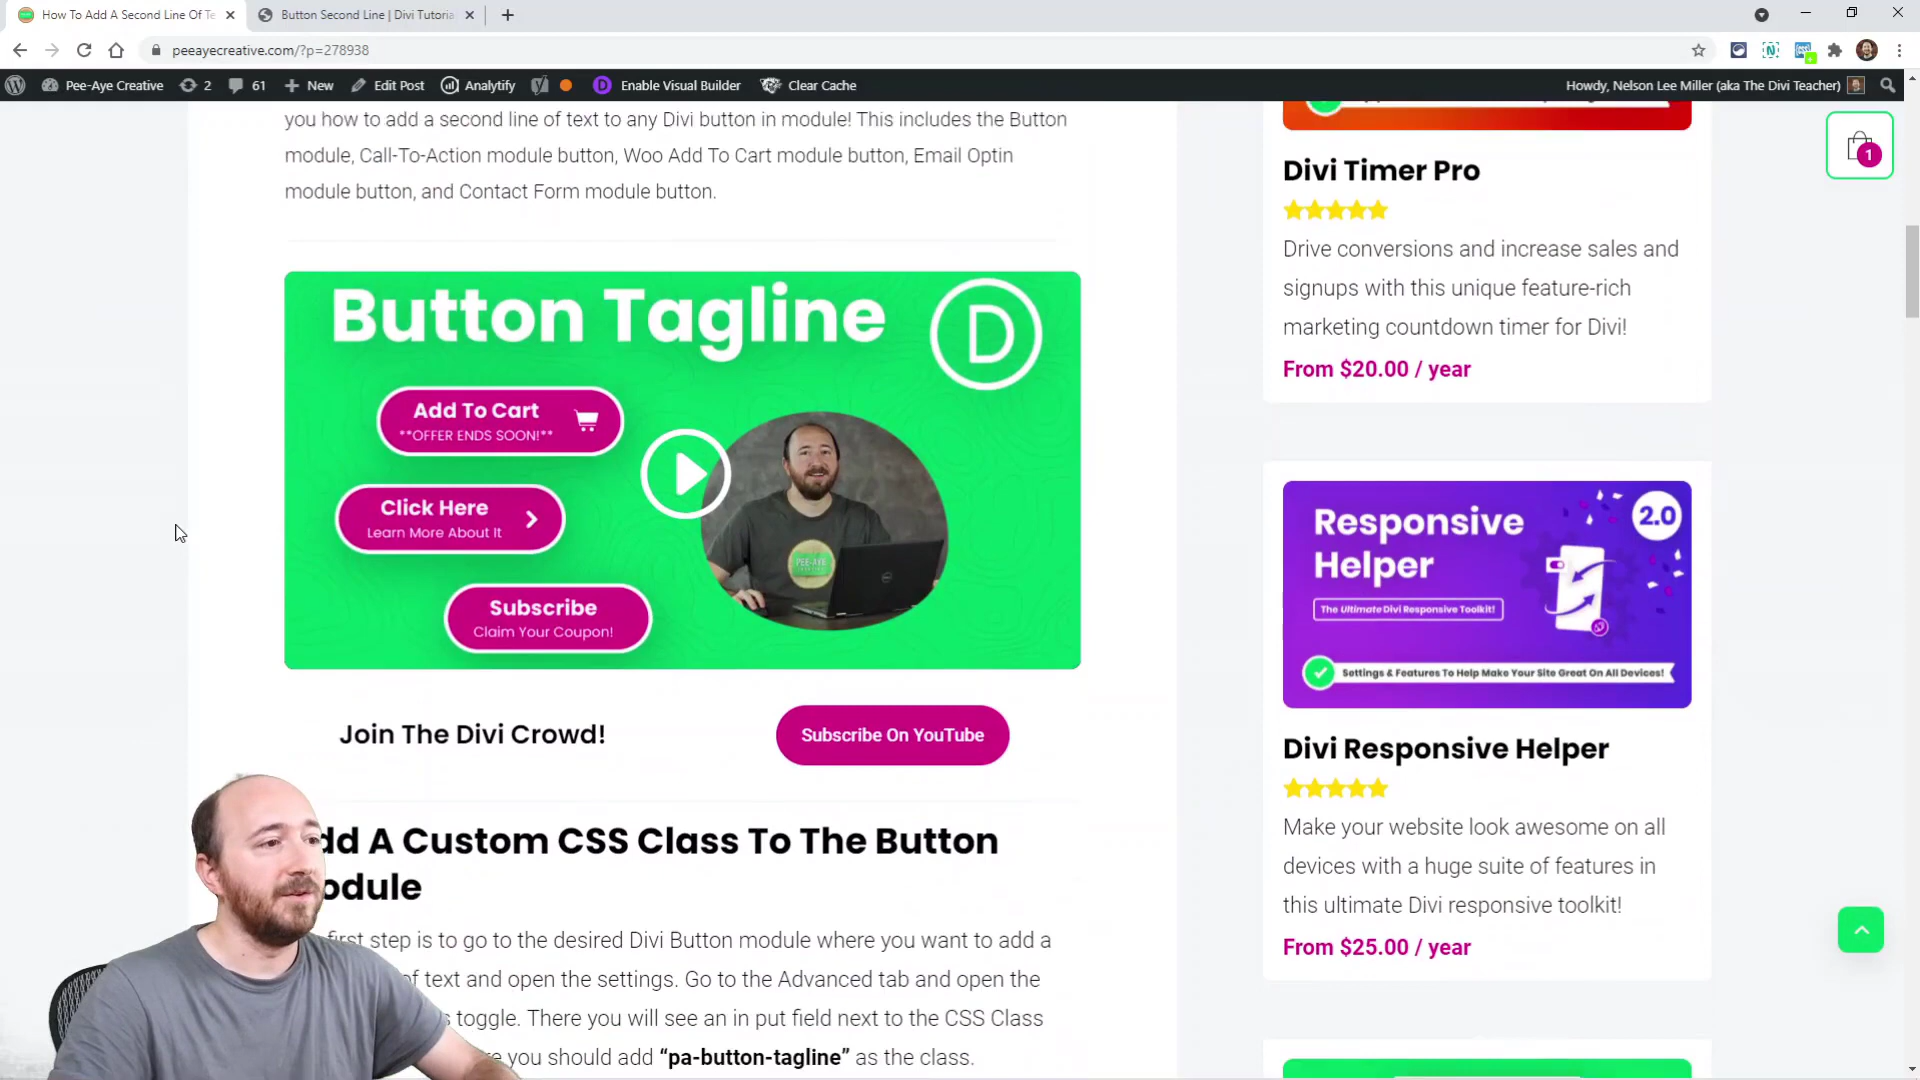 How To Add A Second Line Of Te
Button Second Line | Divi Tutoria
peeayecreative.com/?p=278938
Pee-Aye Creative 2 61 New Edit Post Analytify Enable Visual Builder Clear Cache Howdy, Nelson Lee Miller (aka The Divi Teacher)
1
you how to add a second line of text to any Divi button in module! This includes the Button
module, Call-To-Action module button, Woo Add To Cart module button, Email Optin
module button, and Contact Form module button.
Button Tagline
D
Add To Cart
**OFFER ENDS SOON!**
Click Here
Learn More About It
Subscribe
Claim Your Coupon!
PEE-AYE
Join The Divi Crowd!
Subscribe On YouTube
dd A Custom CSS Class To The Button
odule
first step is to go to the desired Divi Button module where you want to add a
of text and open the settings. Go to the Advanced tab and open the
s toggle. There you will see an in put field next to the CSS Class
re you should add “pa-button-tagline” as the class.
Divi Timer Pro
Drive conversions and increase sales and
signups with this unique feature-rich
marketing countdown timer for Divi!
From $20.00 / year
Responsive
Helper
2.0
The Ultimate Divi Responsive Toolkit!
Settings & Features To Help Make Your Site Great On All Devices!
Divi Responsive Helper
Make your website look awesome on all
devices with a huge suite of features in
this ultimate Divi responsive toolkit!
From $25.00 / year